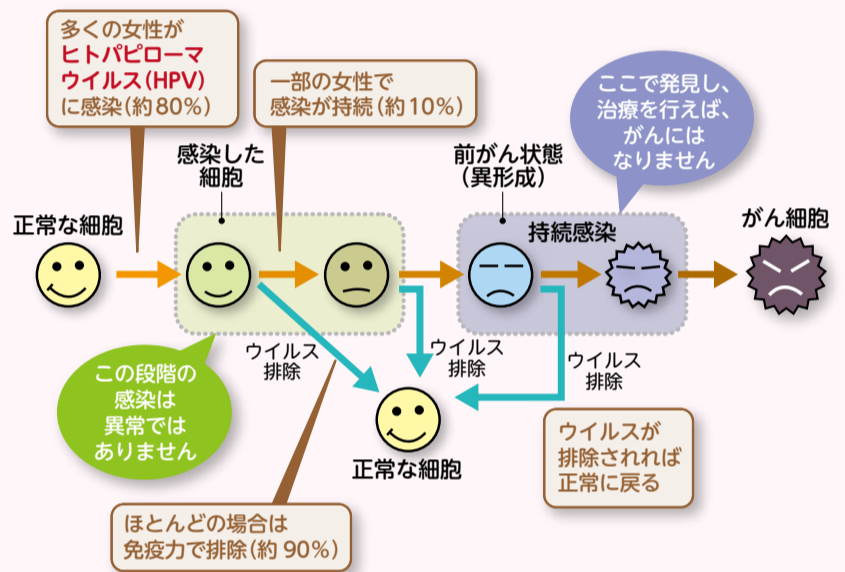 多くの女性が
ヒトパピローマ
ウイルス(HPV)
に感染(約80%)
一部の女性で
感染が持続(約10%)
ここで発見し、
治療を行えば、
がんには
なりません
感染した
細胞
前がん状態
(異形成)
正常な細胞
持続感染
がん細胞
ウイルス
排除
ウイルス
排除
ウイルス
排除
この段階の
感染は
異常では
ありません
正常な細胞
ウイルスが
排除されれば
正常に戻る
ほとんどの場合は
免疫力で排除(約90%)